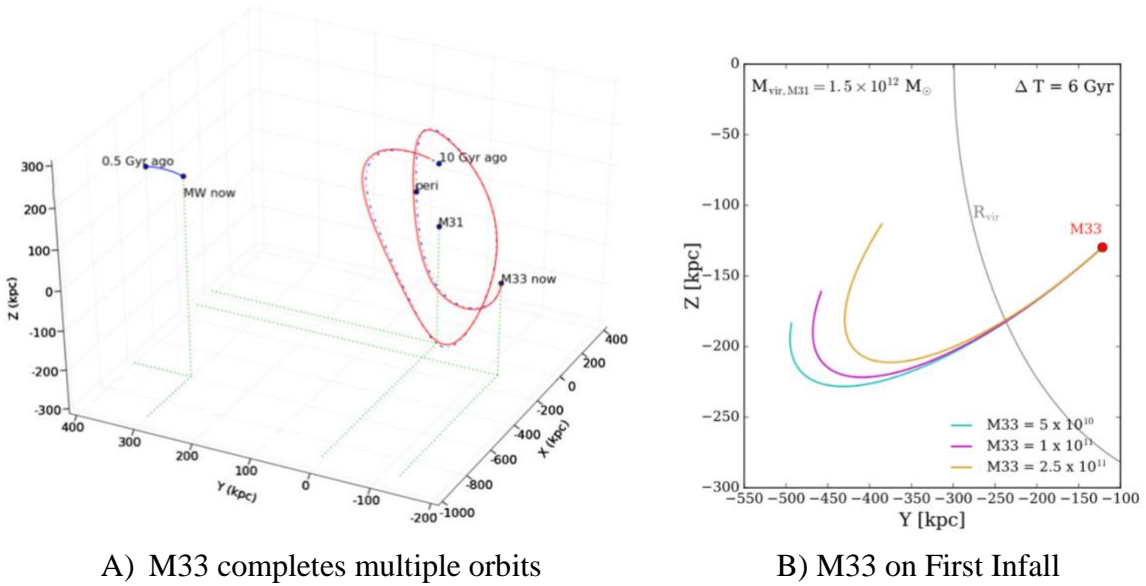 0.5 Gyr ago
MW now
10 Gyr ago
peri
M31
M33 now
Z (kpc)
300
200
100
0
-100
-200
-300
400
300
200
100
0
-100
-200
Y (kpc)
400
200
0
-200
-400
-600
-800
-1000
X (kpc)
A) M33 completes multiple orbits
M_vir,M31 = 1.5 × 10^12 M_⊙
Δ T = 6 Gyr
R_vir
M33
M33 = 5 x 10^10
M33 = 1 x 10^11
M33 = 2.5 x 10^11
Z [kpc]
0
−50
−100
−150
−200
−250
−300
−550
−500
−450
−400
−350
−300
−250
−200
−150
−100
Y [kpc]
B) M33 on First Infall